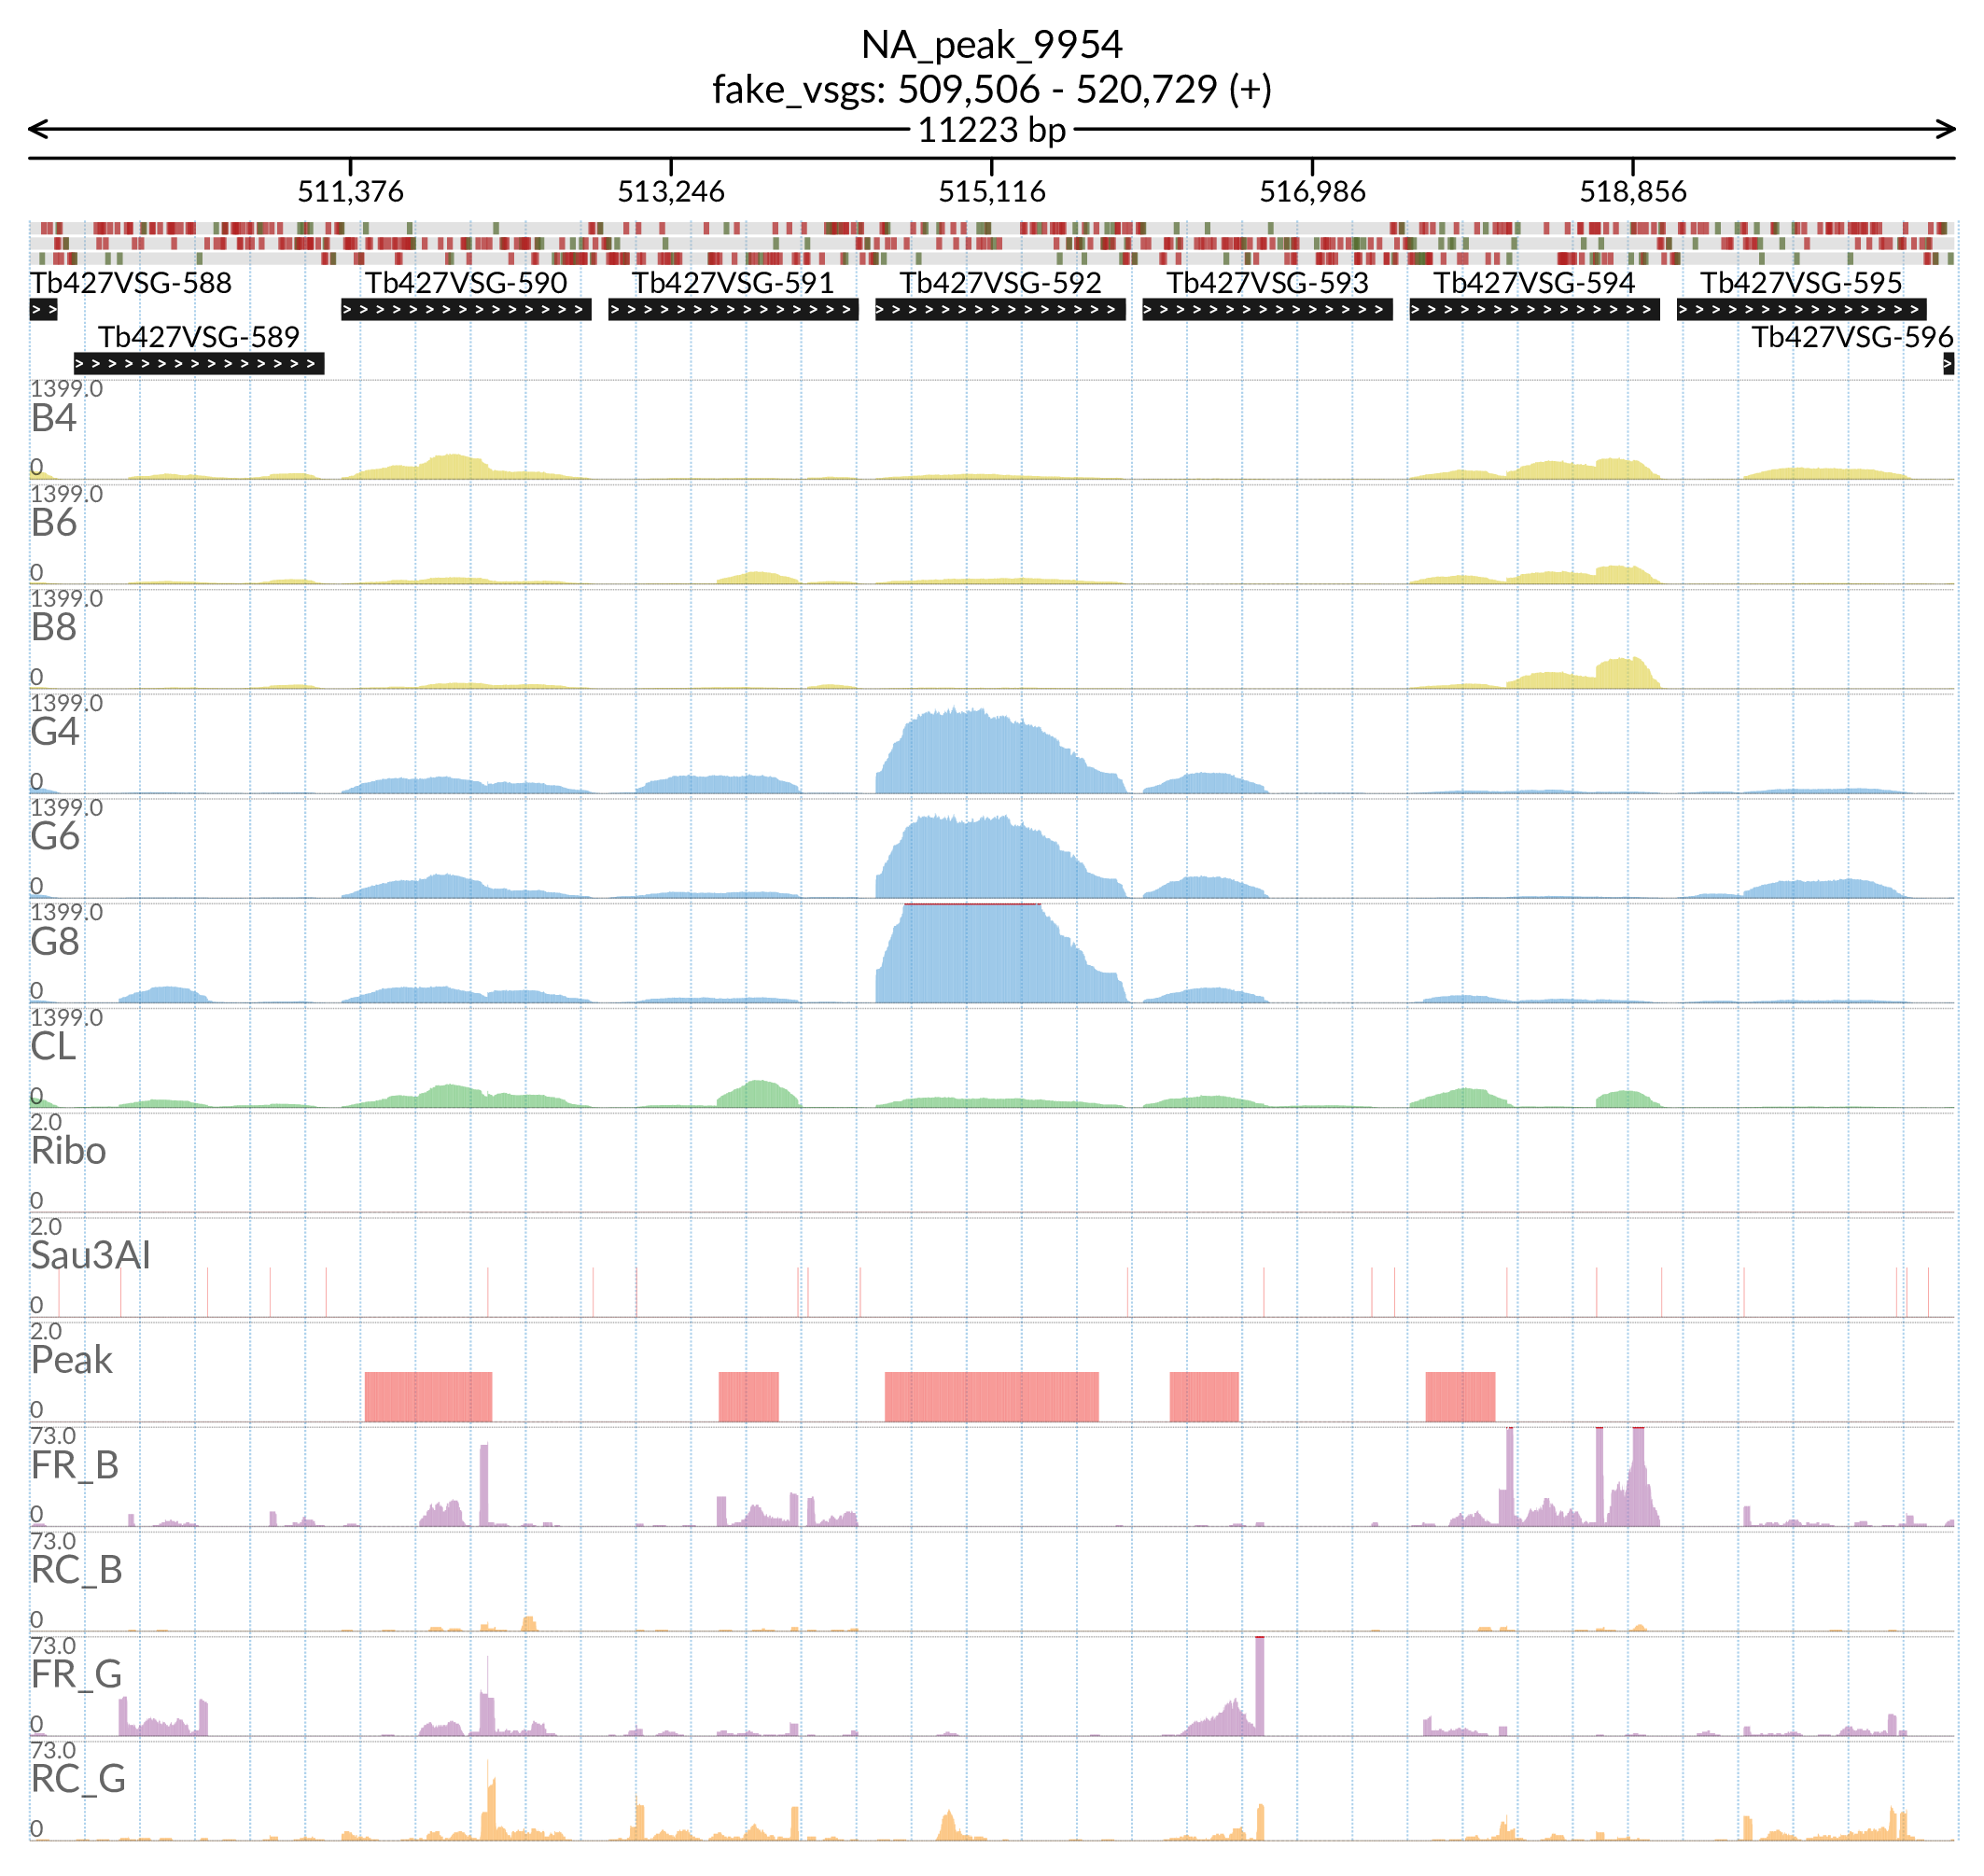 NA_peak_9954
fake_vsgs: 509,506 - 520,729 (+)
11223 bp
511,376 513,246 515,116 516,986 518,856
Tb427VSG-588 Tb427VSG-590 Tb427VSG-591 Tb427VSG-592 Tb427VSG-593 Tb427VSG-594 Tb427VSG-595
Tb427VSG-589 Tb427VSG-596
1399.0
B4
0
1399.0
B6
0
1399.0
B8
0
1399.0
G4
0
1399.0
G6
0
1399.0
G8
0
1399.0
CL
0
2.0
Ribo
0
2.0
Sau3AI
0
2.0
Peak
0
73.0
FR_B
0
73.0
RC_B
0
73.0
FR_G
0
73.0
RC_G
0